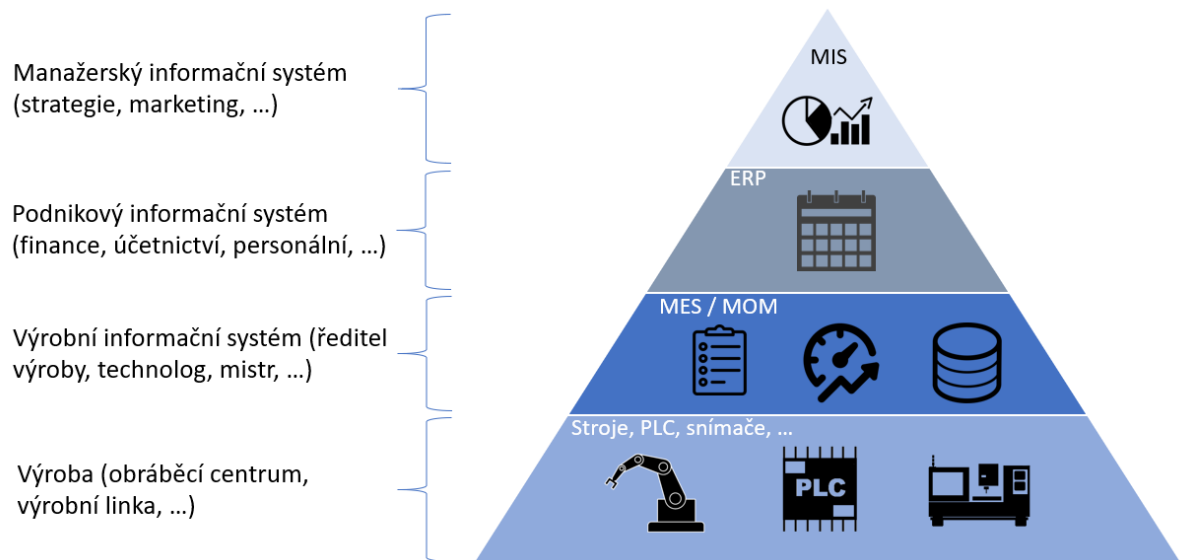 Manažerský informační systém
(strategie, marketing, …)
MIS
Podnikový informační systém
(finance, účetnictví, personální, …)
ERP
Výrobní informační systém (ředitel
výroby, technolog, mistr, …)
MES / MOM
Výroba (obráběcí centrum,
výrobní linka, …)
Stroje, PLC, snímače, …
PLC